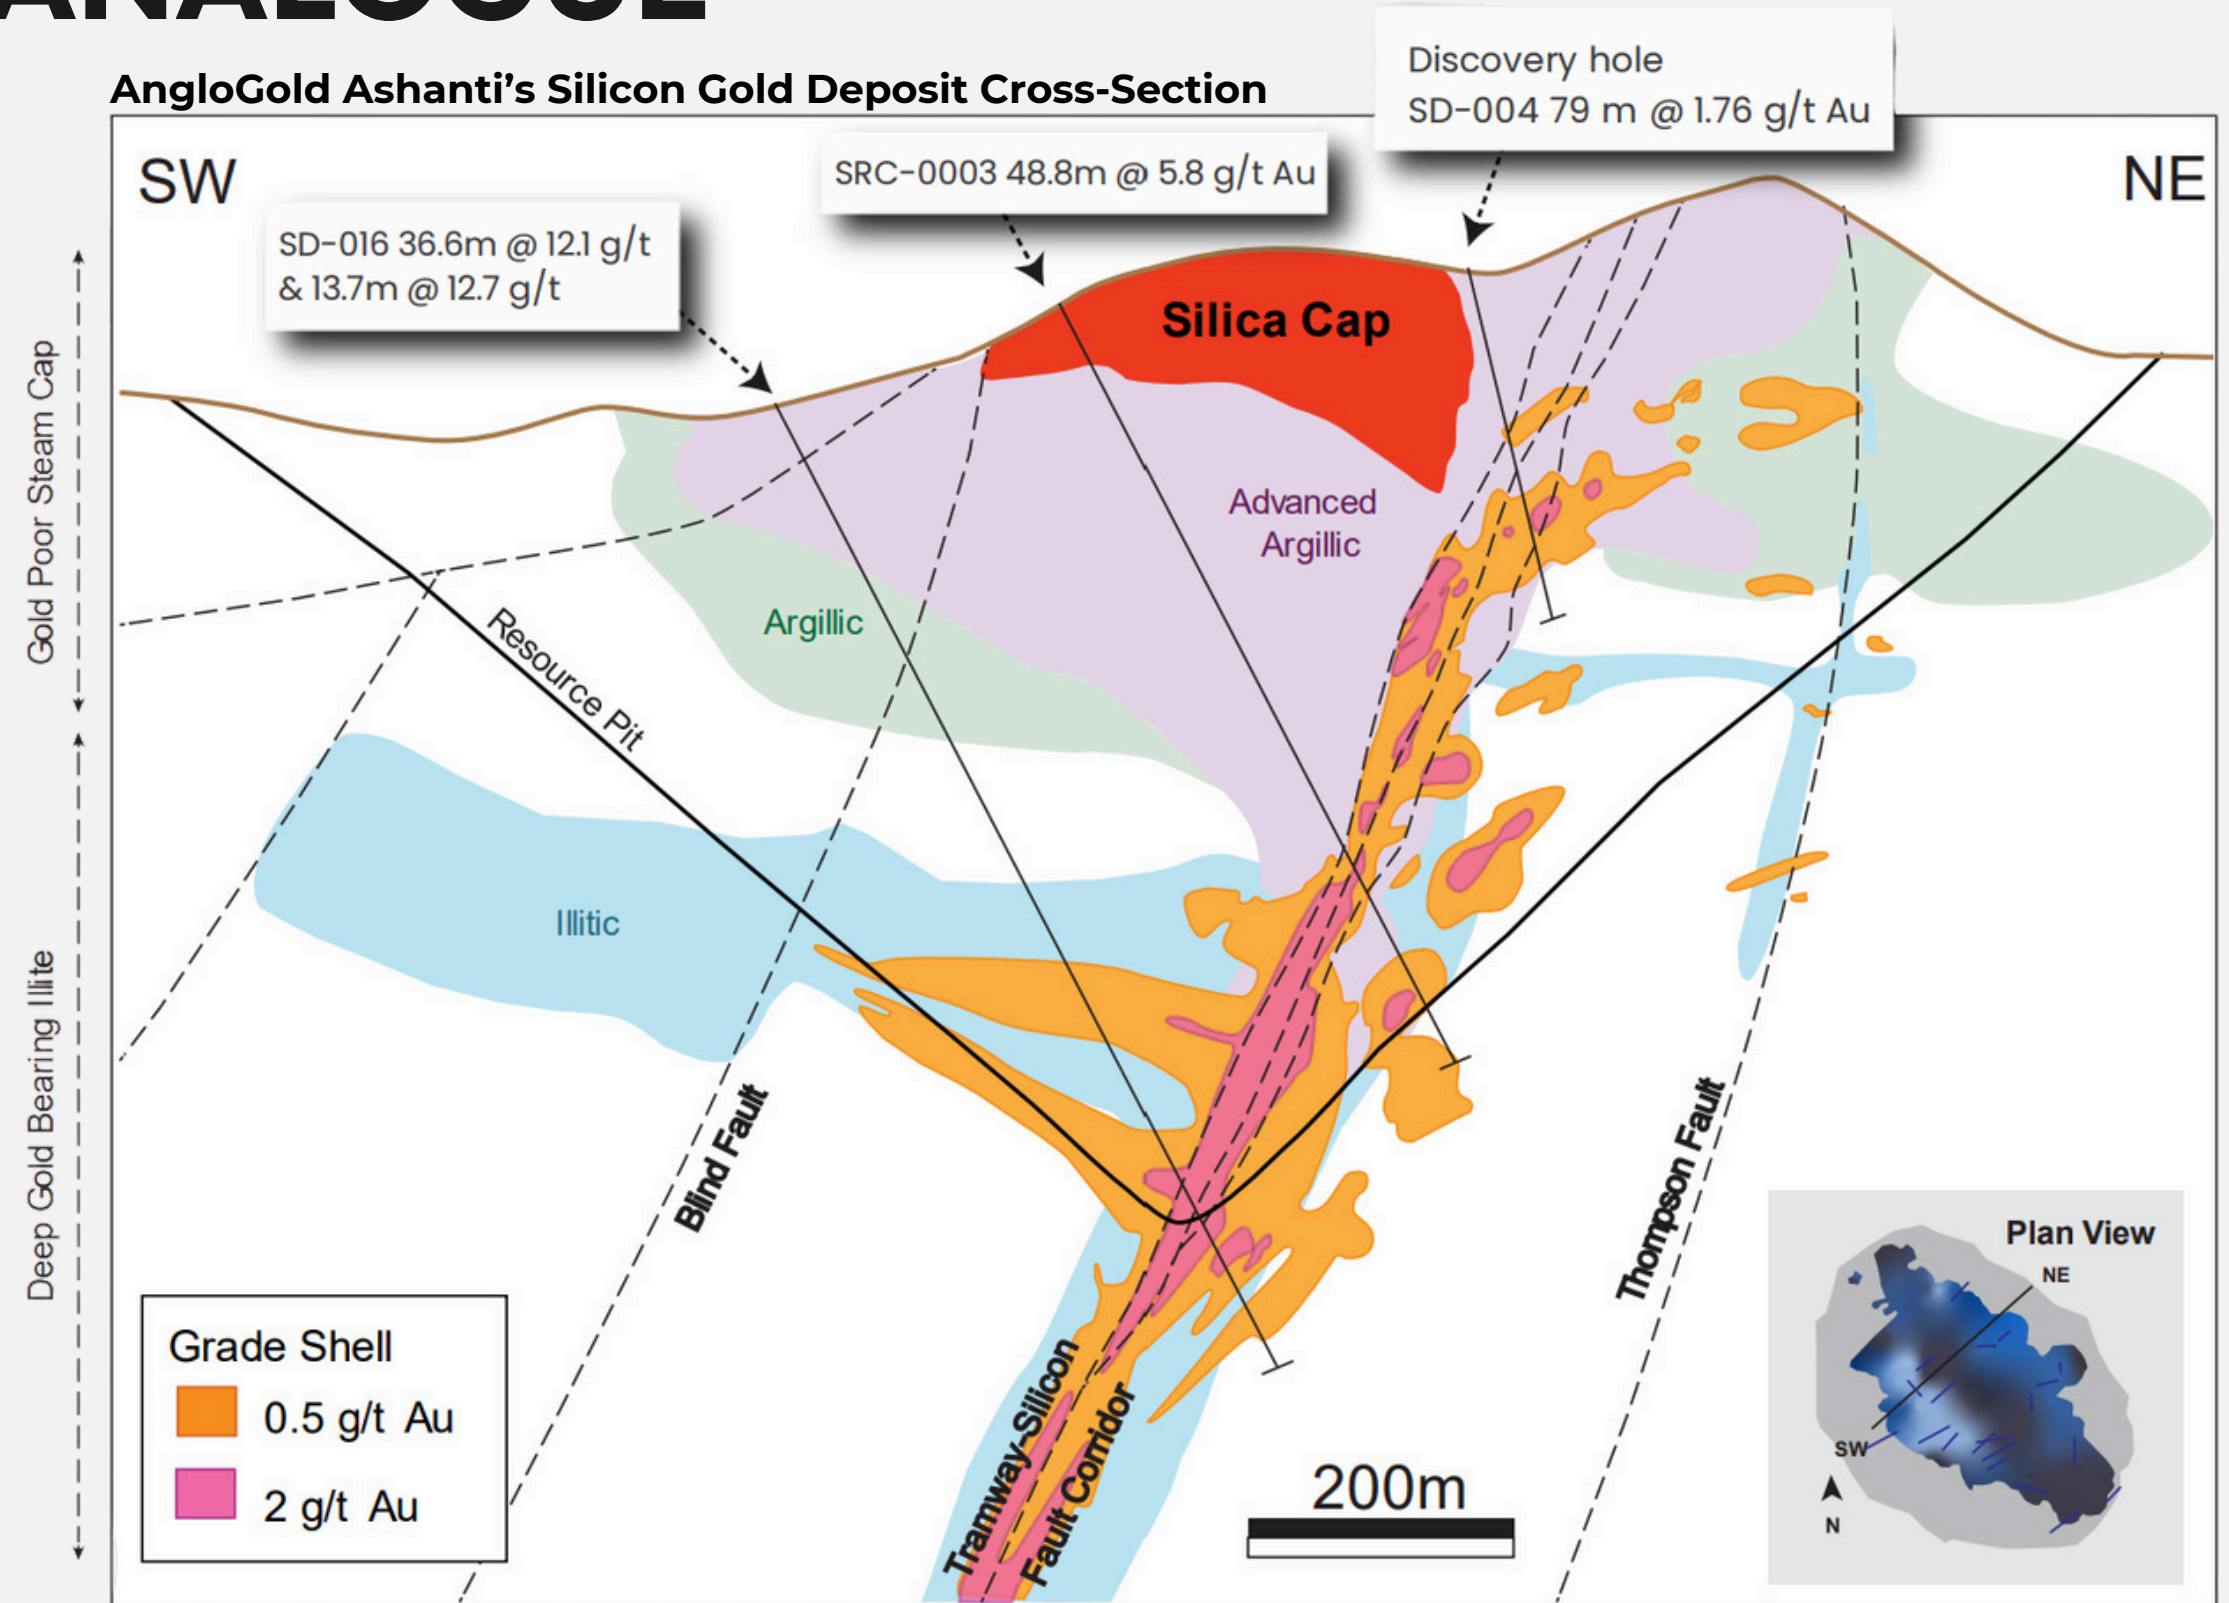 ANALOGUE
AngloGold Ashanti's Silicon Gold Deposit Cross-Section
Discovery hole
SD-004 79 m @ 1.76 g/t Au
SRC-0003 48.8m @ 5.8 g/t Au
SW
NE
SD-016 36.6m @ 12.1 g/t
& 13.7m @ 12.7 g/t
Silica Cap
Gold Poor Steam Cap
Advanced
Argillic
Argillic
Resource Pit
Illitic
Deep Gold Bearing Illite
Blind Fault
Thompson Fault
Tramway-Silicon
Fault Corridor
Grade Shell
0.5 g/t Au
2 g/t Au
200m
Plan View
NE
SW
N